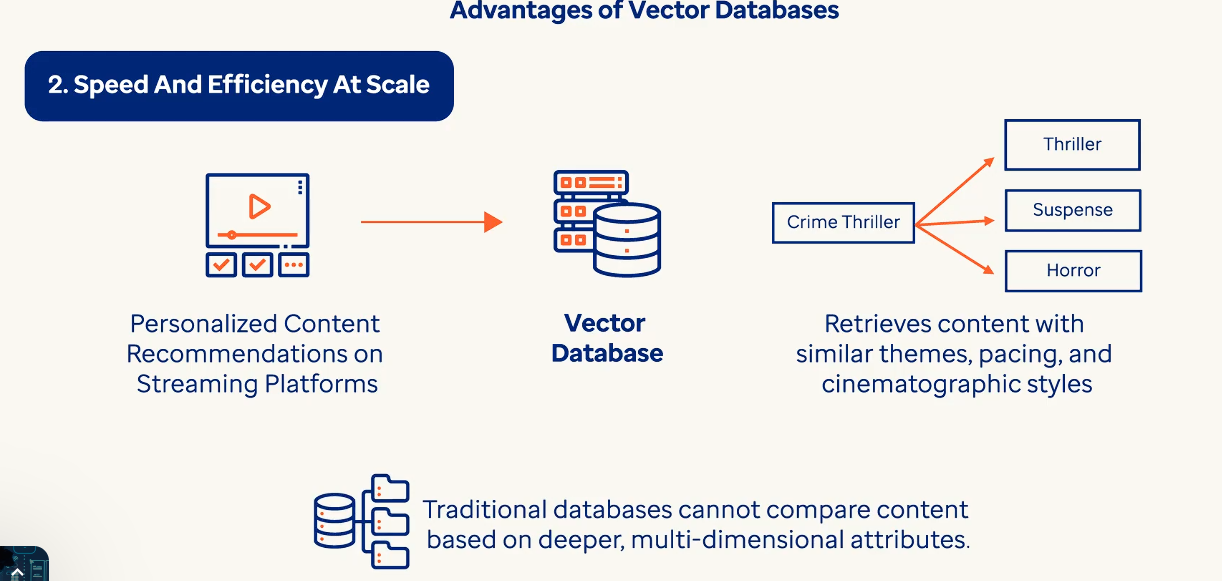 Advantages of Vector Databases
2. Speed And Efficiency At Scale
Thriller
Crime Thriller
Suspense
Horror
Personalized Content
Recommendations on
Streaming Platforms
Vector
Database
Retrieves content with
similar themes, pacing, and
cinematographic styles
Traditional databases cannot compare content
based on deeper, multi-dimensional attributes.